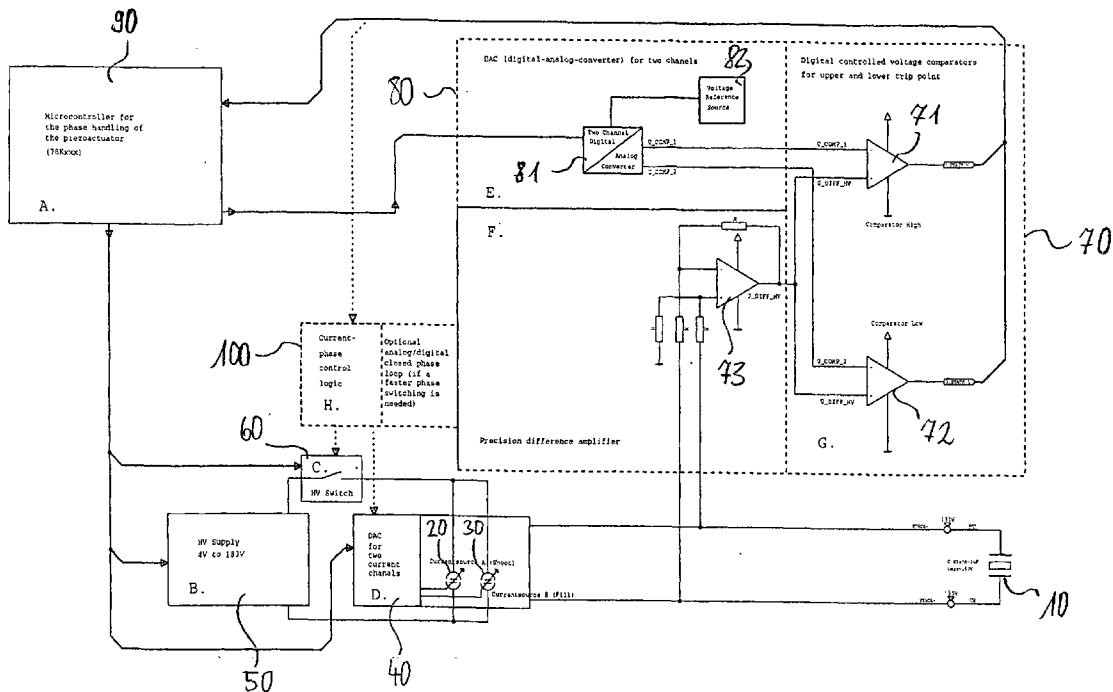 90
Microcontroller for
the phase handling of
the piezoactuator
(78Kxxx)
A.
80
DAC (digital-analog-converter) for two chanels
82
Voltage
Reference
Source
Two Channel
Digital
Analog
Converter
81
U_COMP_1
U_COMP_2
E.
Digital controlled voltage comparators
for upper and lower trip point
71
U_COMP_1
U_DIFF_HV
Comparator High
70
F.
U_DIFF_HV
73
Precision difference amplifier
Comparator Low
U_COMP_2
U_DIFF_HV
72
G.
100
Current-
phase
control
logic
H.
Optional
analog/digital
closed phase
loop (if a
faster phase
switching is
needed)
60
C.
HV Switch
HV Supply
4V to 183V
B.
50
DAC
for
two
current
chanals
D.
40
20
30
Currentsource A (Shoot)
Currentsource B (Fill)
133V
133V
10